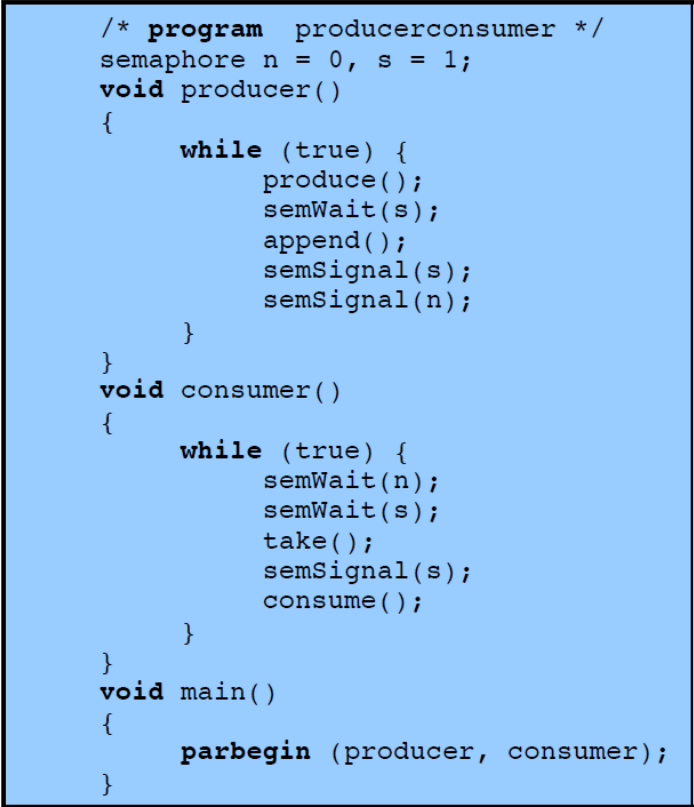 /* program  producerconsumer */
semaphore n = 0, s = 1;
void producer()
{
     while (true) {
          produce();
          semWait(s);
          append();
          semSignal(s);
          semSignal(n);
     }
}
void consumer()
{
     while (true) {
          semWait(n);
          semWait(s);
          take();
          semSignal(s);
          consume();
     }
}
void main()
{
     parbegin (producer, consumer);
}